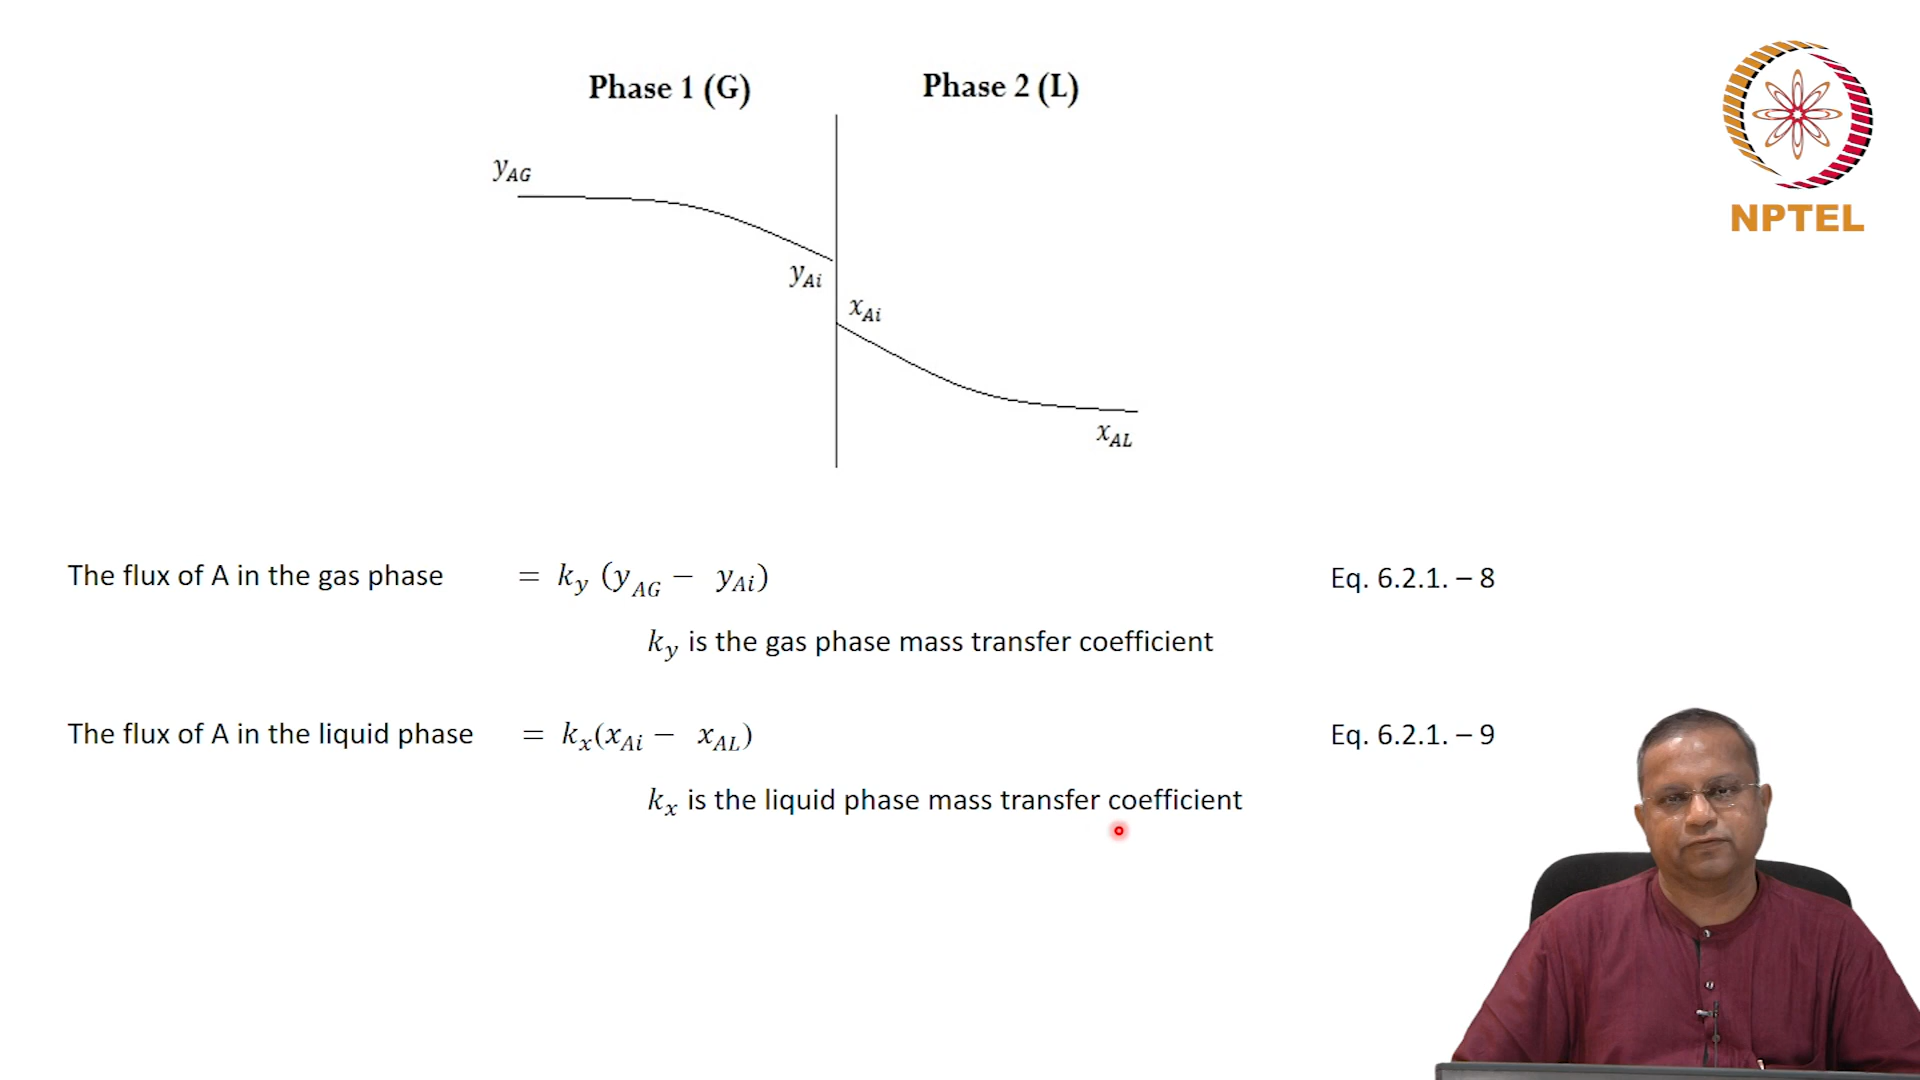 Phase 1 (G)
Phase 2 (L)
NPTEL
y_AG
y_Ai
x_Ai
x_AL
The flux of A in the gas phase = k_y (y_AG − y_Ai) Eq. 6.2.1. – 8
k_y is the gas phase mass transfer coefficient
The flux of A in the liquid phase = k_x(x_Ai − x_AL) Eq. 6.2.1. – 9
k_x is the liquid phase mass transfer coefficient